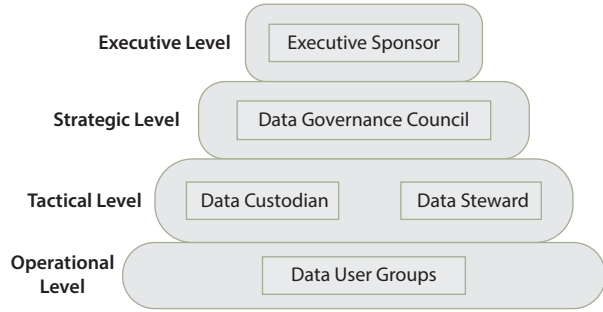 Executive Level
Executive Sponsor
Strategic Level
Data Governance Council
Tactical Level
Data Custodian
Data Steward
Operational
Level
Data User Groups